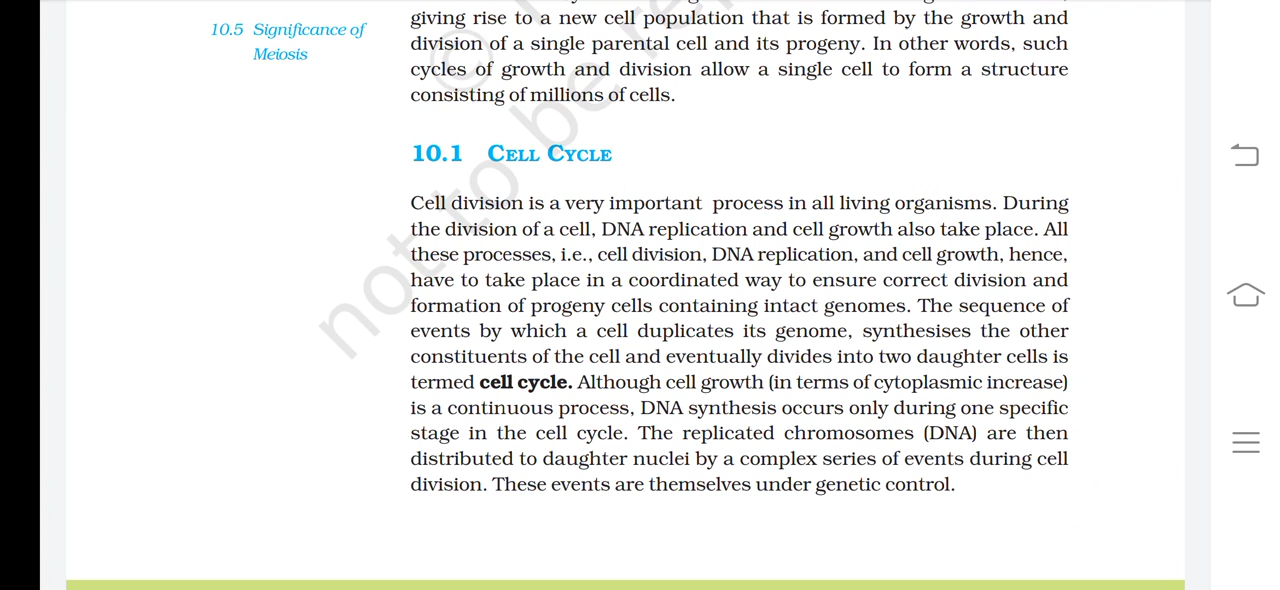 10.5 Significance of
Meiosis
giving rise to a new cell population that is formed by the growth and
division of a single parental cell and its progeny. In other words, such
cycles of growth and division allow a single cell to form a structure
consisting of millions of cells.
10.1 CELL CYCLE
Cell division is a very important process in all living organisms. During
the division of a cell, DNA replication and cell growth also take place. All
these processes, i.e., cell division, DNA replication, and cell growth, hence,
have to take place in a coordinated way to ensure correct division and
formation of progeny cells containing intact genomes. The sequence of
events by which a cell duplicates its genome, synthesises the other
constituents of the cell and eventually divides into two daughter cells is
termed cell cycle. Although cell growth (in terms of cytoplasmic increase)
is a continuous process, DNA synthesis occurs only during one specific
stage in the cell cycle. The replicated chromosomes (DNA) are then
distributed to daughter nuclei by a complex series of events during cell
division. These events are themselves under genetic control.
©
not to be